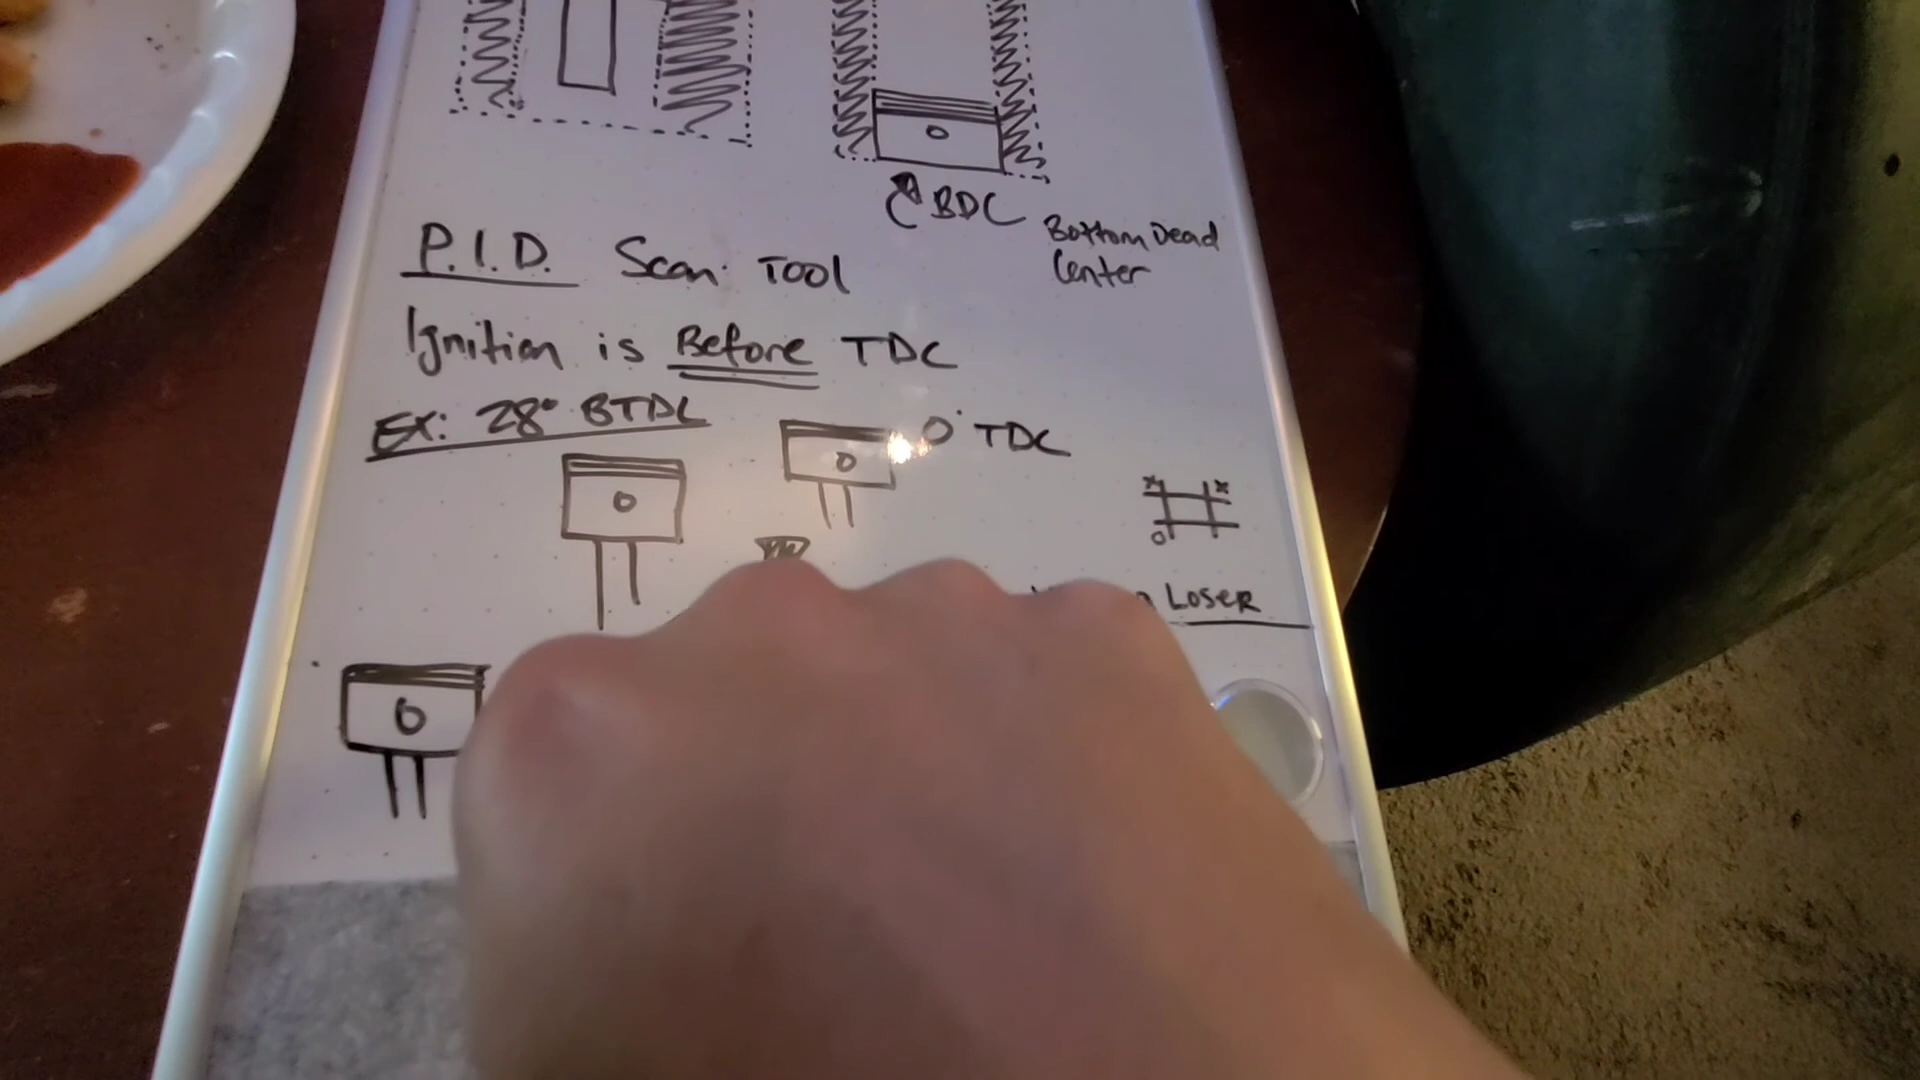 BDC
Bottom Dead
Center
P.I.D. Scan Tool
Ignition is Before TDC
EX: 28° BTDC
0° TDC
x x
o
Loser